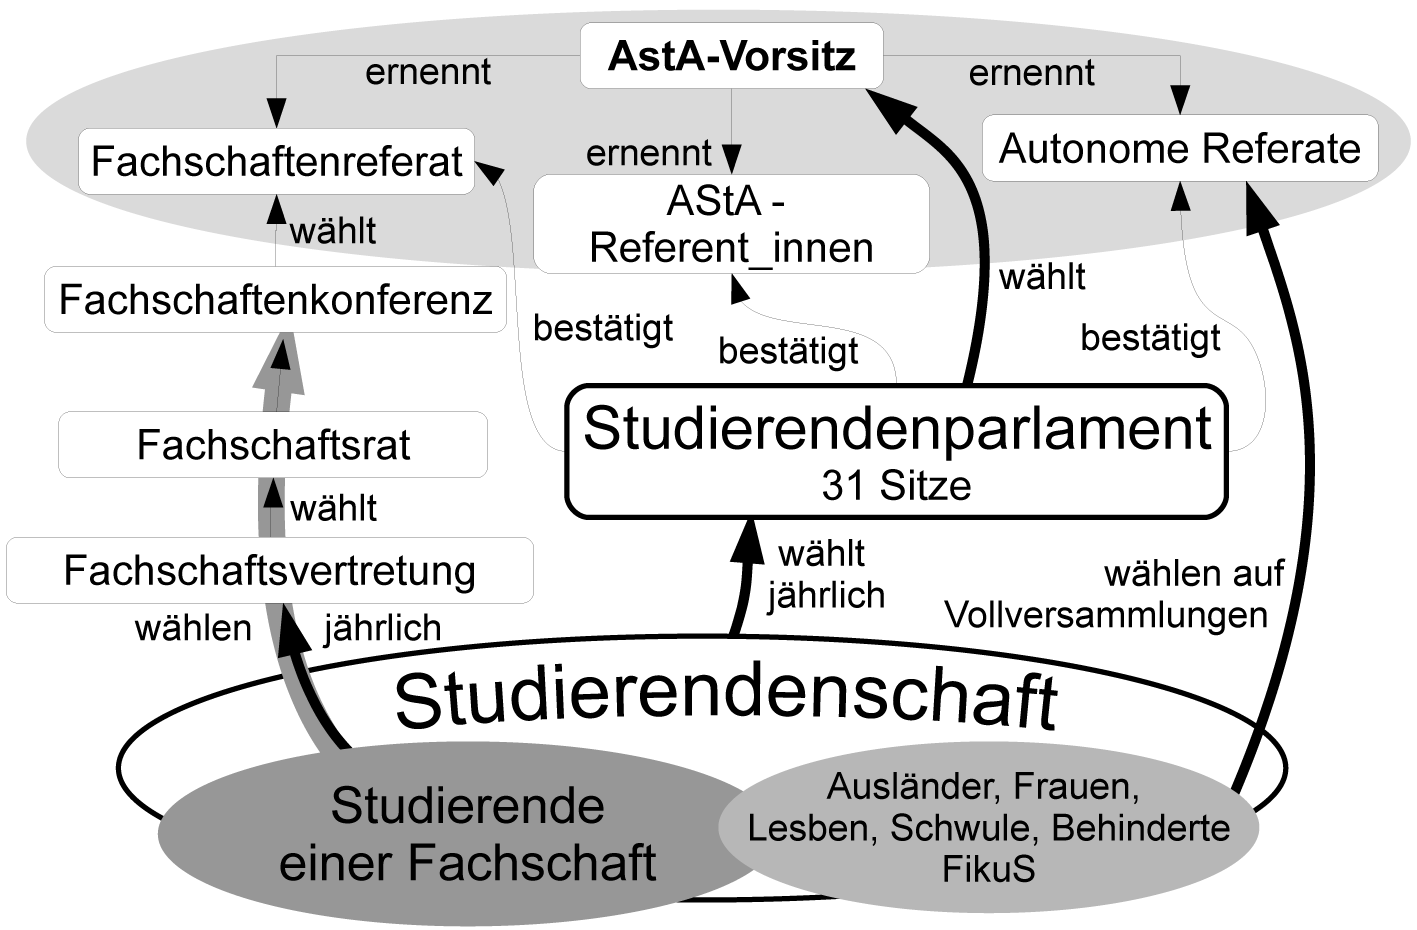 AstA-Vorsitz
ernennt
ernennt
ernennt
Fachschaftenreferat
AStA -
Referent_innen
Autonome Referate
wählt
Fachschaftenkonferenz
wählt
bestätigt
bestätigt
bestätigt
Fachschaftsrat
Studierendenparlament
31 Sitze
wählt
Fachschaftsvertretung
wählt
jährlich
wählen auf
Vollversammlungen
wählen jährlich
Studierendenschaft
Studierende
einer Fachschaft
Ausländer, Frauen,
Lesben, Schwule, Behinderte
FikuS